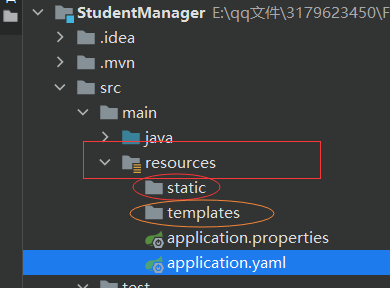 StudentManager E:\qq文件\3179623450\F
.idea
.mvn
src
main
java
resources
static
templates
application.properties
application.yaml
test